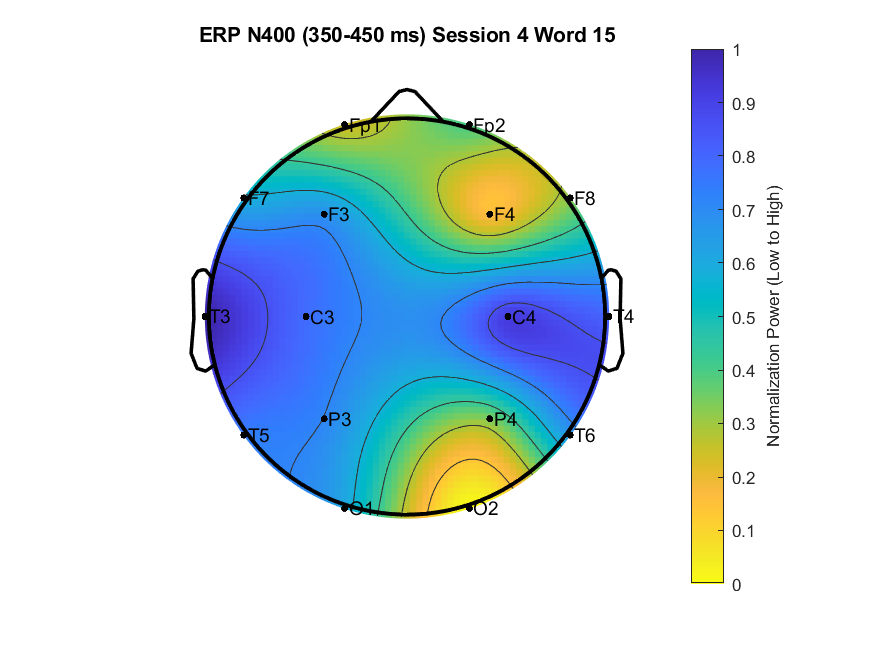 ERP N400 (350-450 ms) Session 4 Word 15
Fp1 Fp2
F7 F3 F4 F8
T3 C3 C4 T4
T5 P3 P4 T6
O1 O2
1
0.9
0.8
0.7
0.6
0.5
0.4
0.3
0.2
0.1
0
Normalization Power (Low to High)